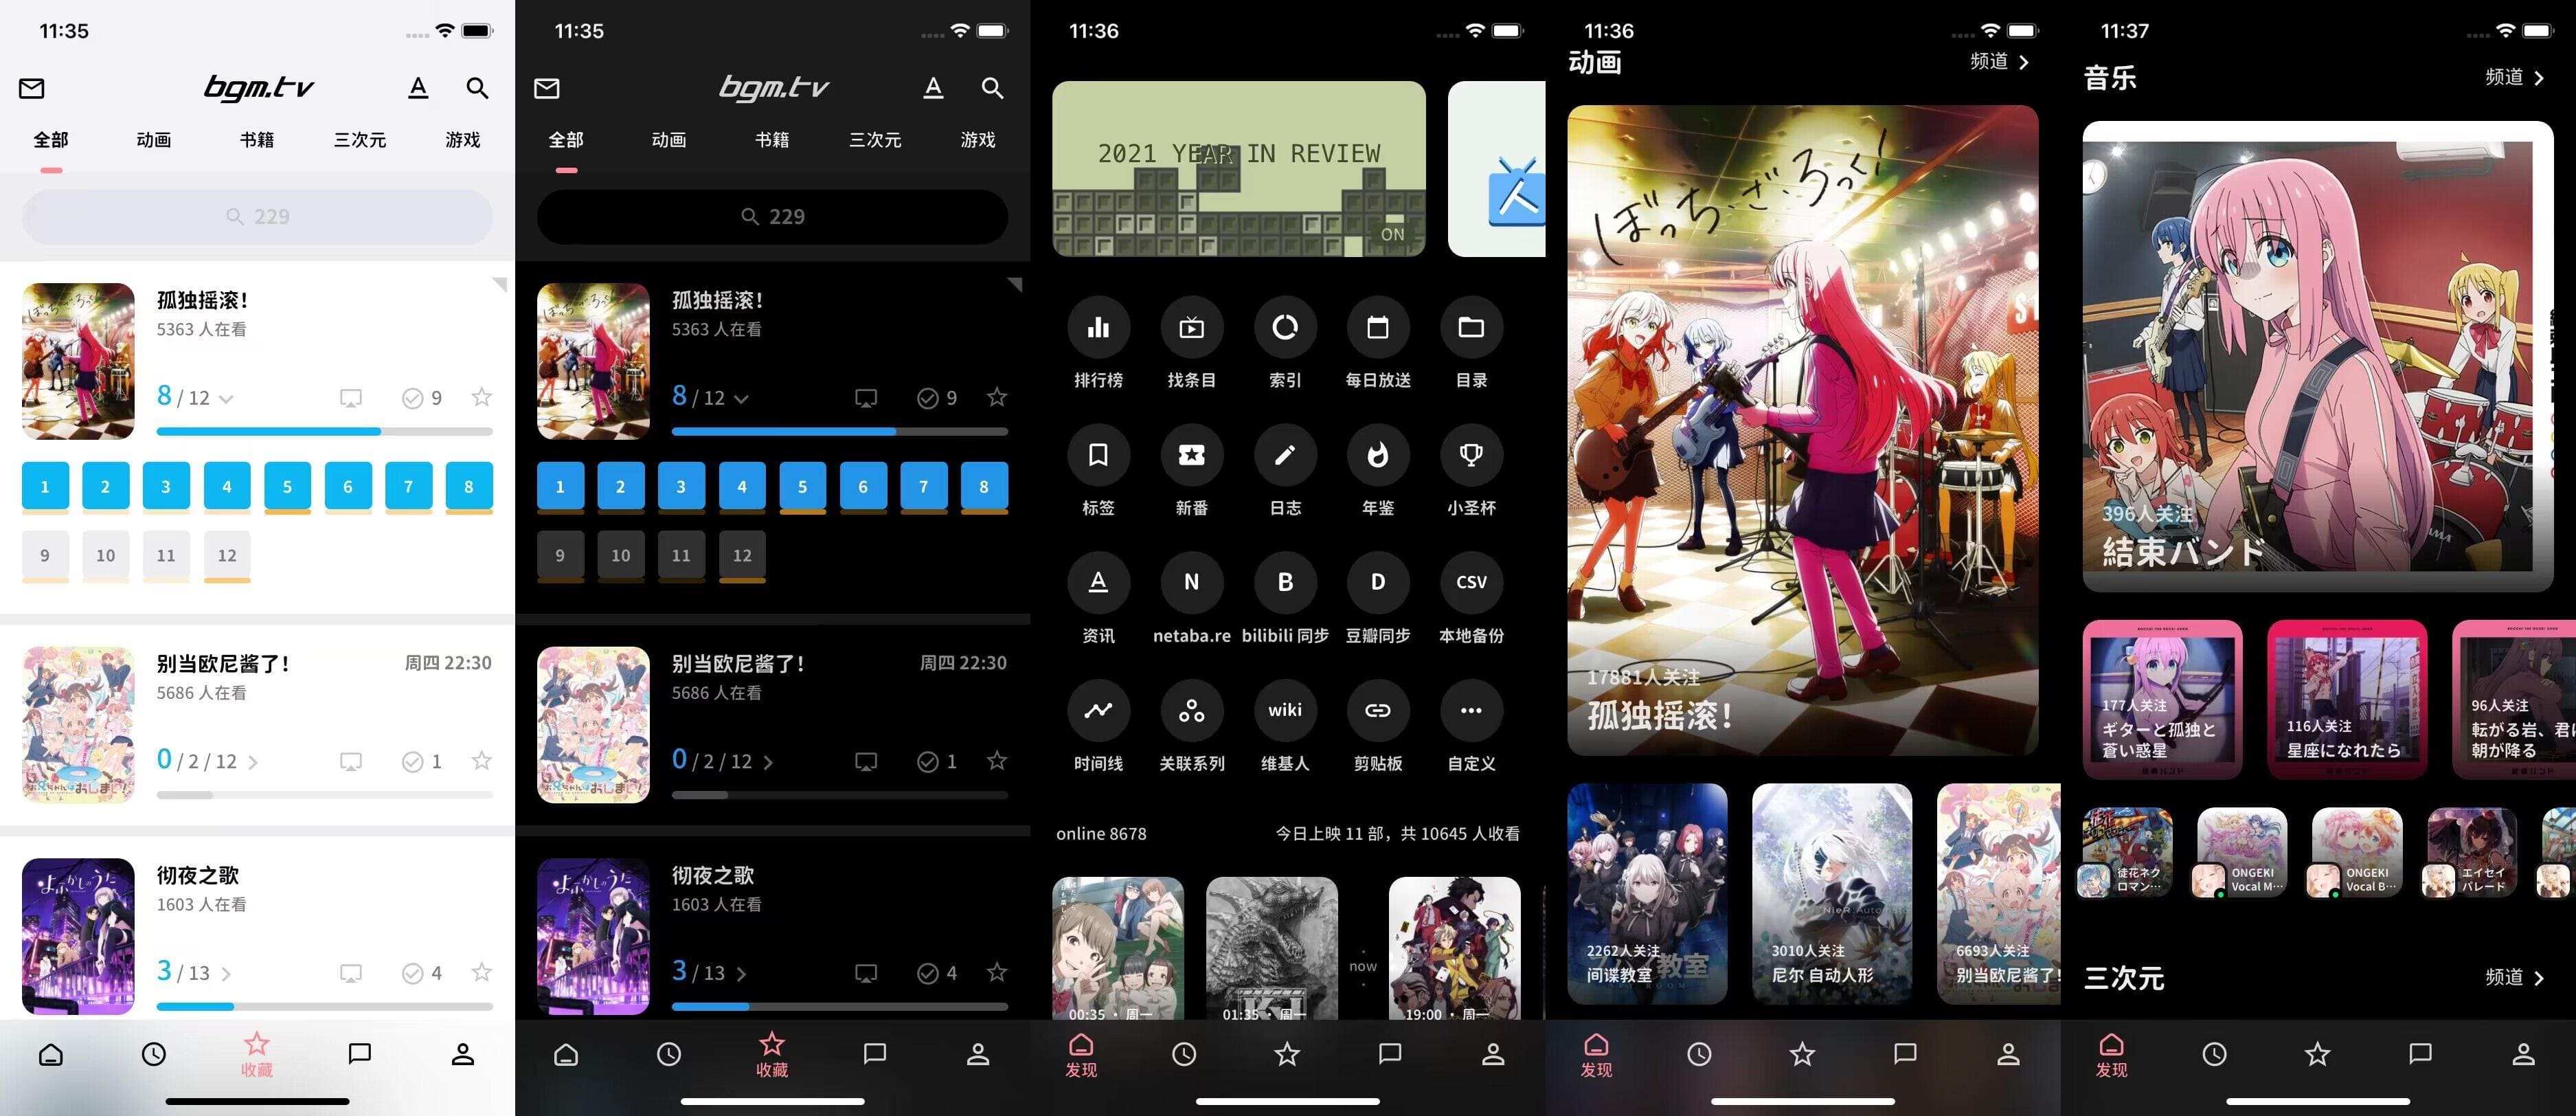 11:35
bgm.tv
全部 动画 书籍 三次元 游戏
229
孤独摇滚！
5363 人在看
8 / 12 9
1 2 3 4 5 6 7 8
9 10 11 12
别当欧尼酱了！ 周四 22:30
5686 人在看
0 / 2 / 12 1
彻夜之歌
1603 人在看
3 / 13 4
收藏
11:35
bgm.tv
全部 动画 书籍 三次元 游戏
229
孤独摇滚！
5363 人在看
8 / 12 9
1 2 3 4 5 6 7 8
9 10 11 12
别当欧尼酱了！ 周四 22:30
5686 人在看
0 / 2 / 12 1
彻夜之歌
1603 人在看
3 / 13 4
收藏
11:36
2021 YEAR IN REVIEW
ON
排行榜 找条目 索引 每日放送 目录
标签 新番 日志 年鉴 小圣杯
N B D CSV
资讯 netaba.re bilibili 同步 豆瓣同步 本地备份
wiki
时间线 关联系列 维基人 剪贴板 自定义
online 8678 今日上映 11 部，共 10645 人收看
now
00:35 · 周一 01:35 · 周一 19:00 · 周一
发现
11:36
动画 频道
ぼっち・ざ・ろっく！
17881人关注
孤独摇滚！
2262人关注
间谍教室
3010人关注
尼尔 自动人形
6693人关注
别当欧尼酱了！
发现
11:37
音乐 频道
396人关注
結束バンド
177人关注
ギターと孤独と
蒼い惑星
116人关注
星座になれたら
96人关注
転がる岩、君に
朝が降る
徒花ネク
ロマン…
ONGEKI
Vocal M…
ONGEKI
Vocal B…
エイセイ
パレード
三次元 频道
发现